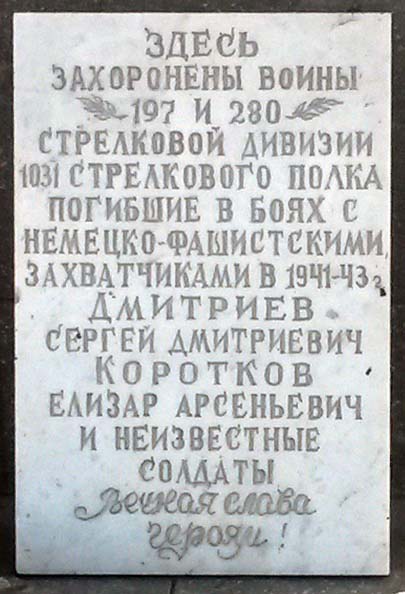 ЗДЕСЬ
ЗАХОРОНЕНЫ ВОИНЫ
197 И 280
СТРЕЛКОВОЙ ДИВИЗИИ
1031 СТРЕЛКОВОГО ПОЛКА
ПОГИБШИЕ В БОЯХ С
НЕМЕЦКО-ФАШИСТСКИМИ
ЗАХВАТЧИКАМИ В 1941-43г
ДМИТРИЕВ
СЕРГЕЙ ДМИТРИЕВИЧ
КОРОТКОВ
ЕЛИЗАР АРСЕНЬЕВИЧ
И НЕИЗВЕСТНЫЕ
СОЛДАТЫ
Вечная слава
героям!